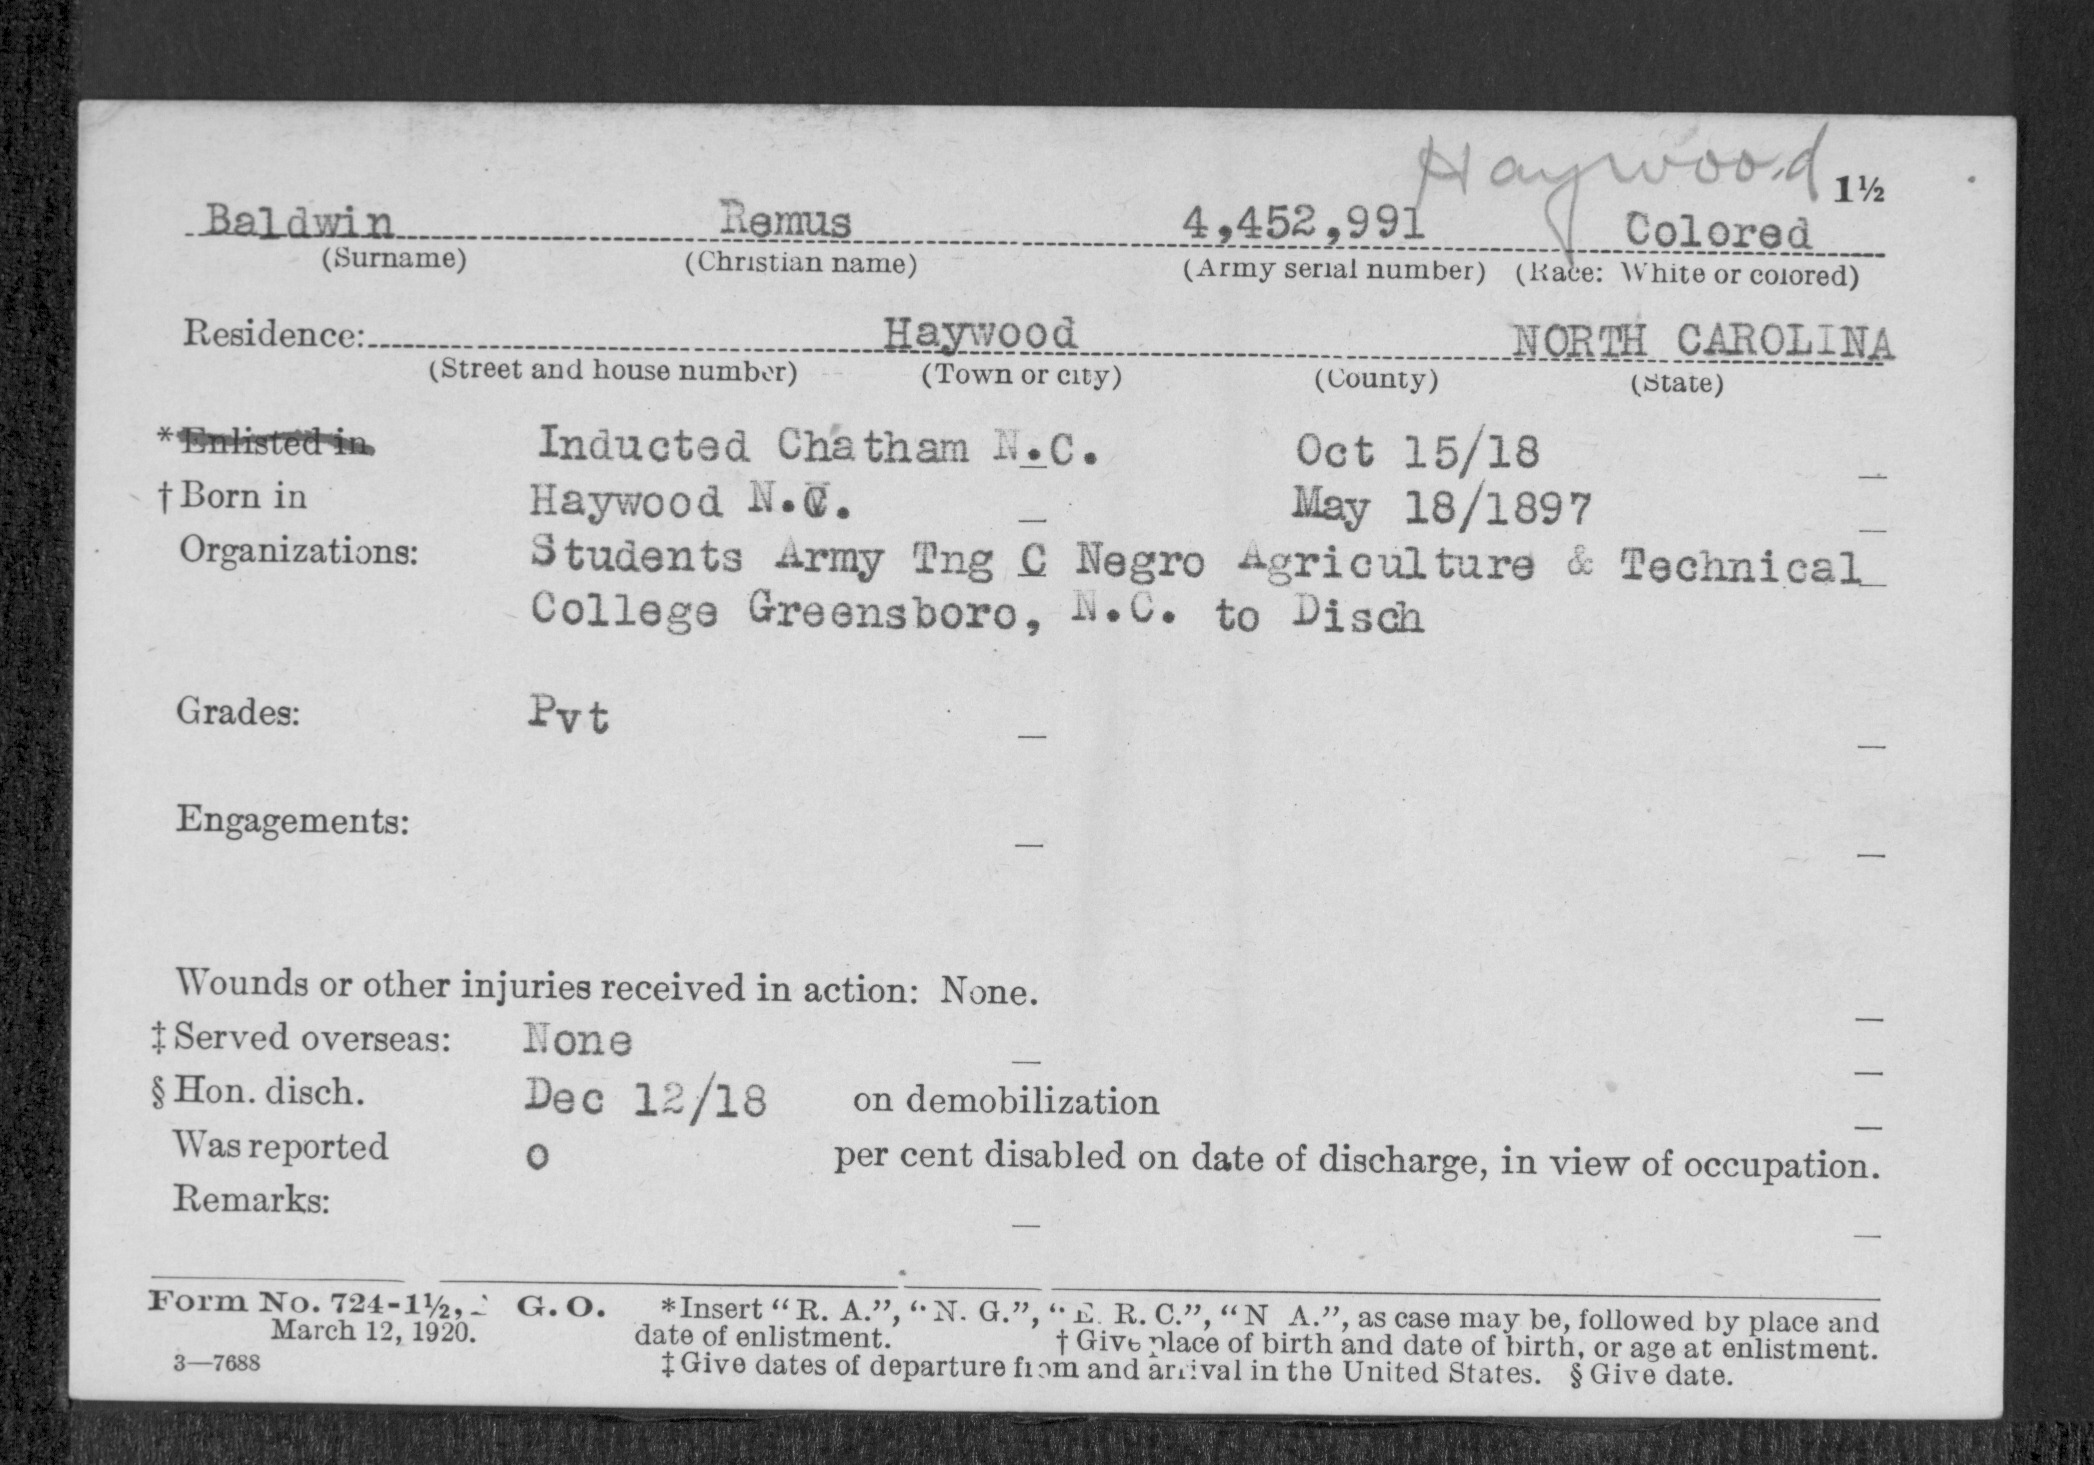 Haywood 1½
Baldwin Remus 4,452,991 Colored
(Surname) (Christian name) (Army serial number) (Race: White or colored)
Residence: Haywood NORTH CAROLINA
(Street and house number) (Town or city) (County) (State)
*Enlisted in Inducted Chatham N.C. Oct 15/18
†Born in Haywood N.C. May 18/1897
Organizations: Students Army Tng C Negro Agriculture & Technical
College Greensboro, N.C. to Disch
Grades: Pvt
Engagements:
Wounds or other injuries received in action: None.
‡Served overseas: None
§Hon. disch. Dec 12/18 on demobilization
Was reported 0 per cent disabled on date of discharge, in view of occupation.
Remarks:
Form No. 724-1½, G. O. *Insert "R. A.", "N. G.", "E. R. C.", "N A.", as case may be, followed by place and
March 12, 1920. date of enlistment. †Give place of birth and date of birth, or age at enlistment.
3—7688 ‡Give dates of departure from and arrival in the United States. §Give date.